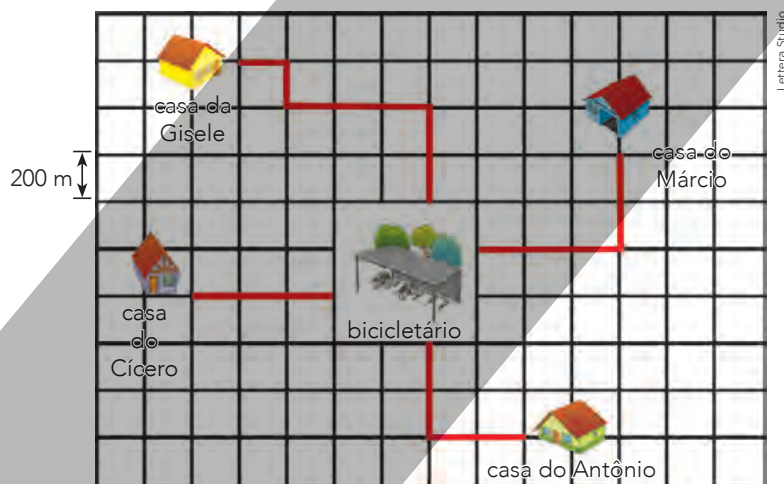 Lettera Studio
casa da
Gisele
casa do
Márcio
200 m
bicicletário
casa
do
Cícero
casa do Antônio